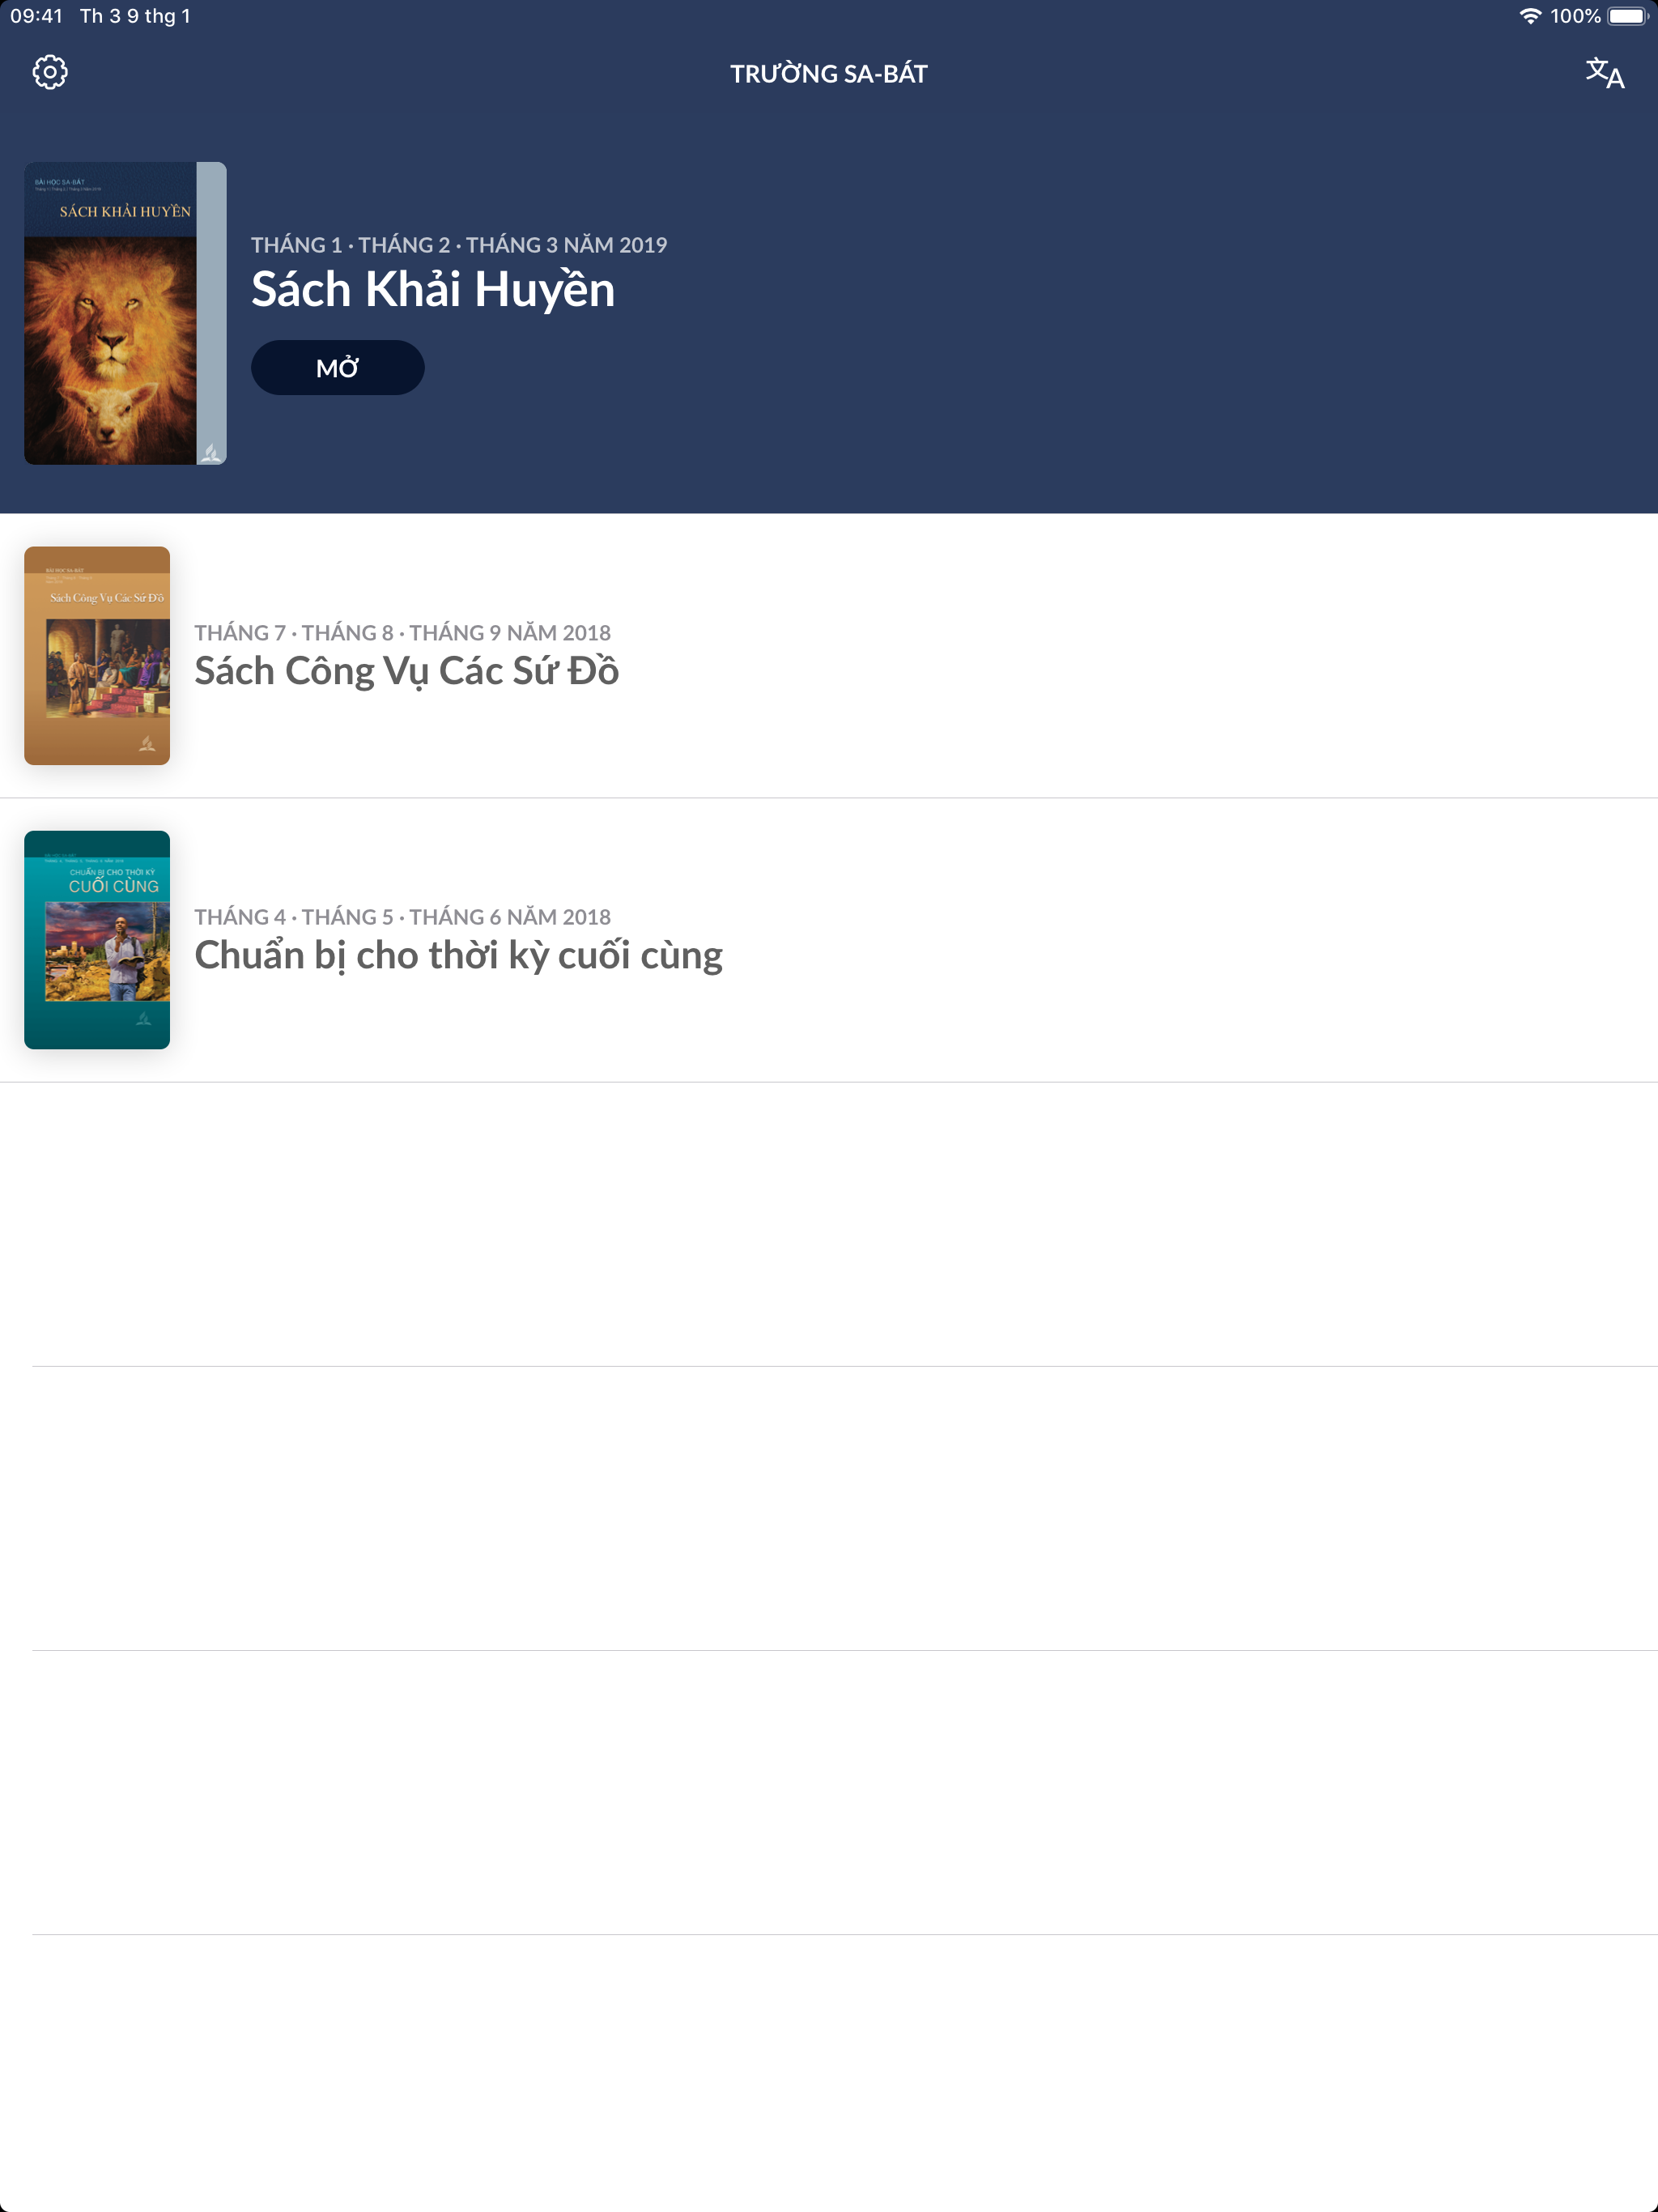 09:41 Th 3 9 thg 1 100%
TRƯỜNG SA-BÁT
文A
BÀI HỌC SA-BÁT
SÁCH KHẢI HUYỀN
THÁNG 1 · THÁNG 2 · THÁNG 3 NĂM 2019
Sách Khải Huyền
MỞ
BÀI HỌC SA-BÁT
Sách Công Vụ Các Sứ Đồ
THÁNG 7 · THÁNG 8 · THÁNG 9 NĂM 2018
Sách Công Vụ Các Sứ Đồ
CHUẨN BỊ CHO THỜI KỲ
CUỐI CÙNG
THÁNG 4 · THÁNG 5 · THÁNG 6 NĂM 2018
Chuẩn bị cho thời kỳ cuối cùng